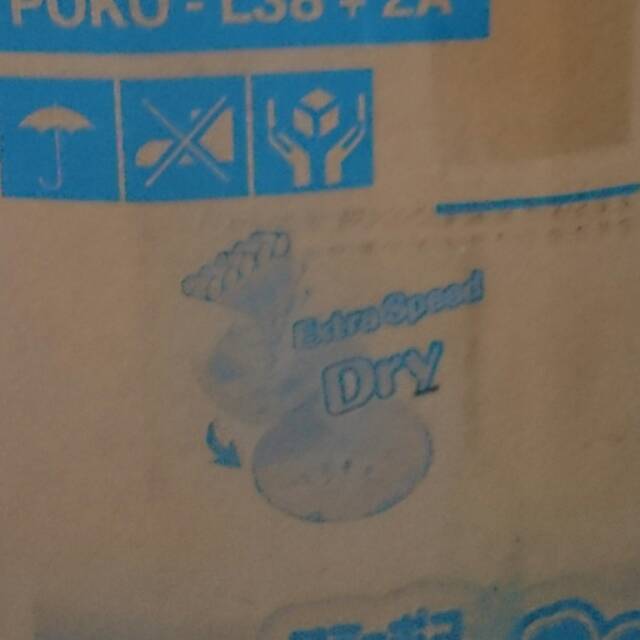 POKO - L38 + 2A
Extra Speed
Dry